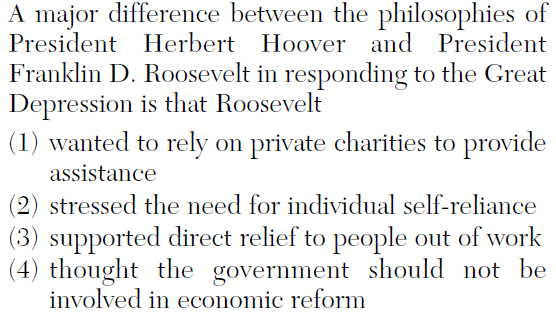 A major difference between the philosophies of
President Herbert Hoover and President
Franklin D. Roosevelt in responding to the Great
Depression is that Roosevelt
(1) wanted to rely on private charities to provide
assistance
(2) stressed the need for individual self-reliance
(3) supported direct relief to people out of work
(4) thought the government should not be
involved in economic reform